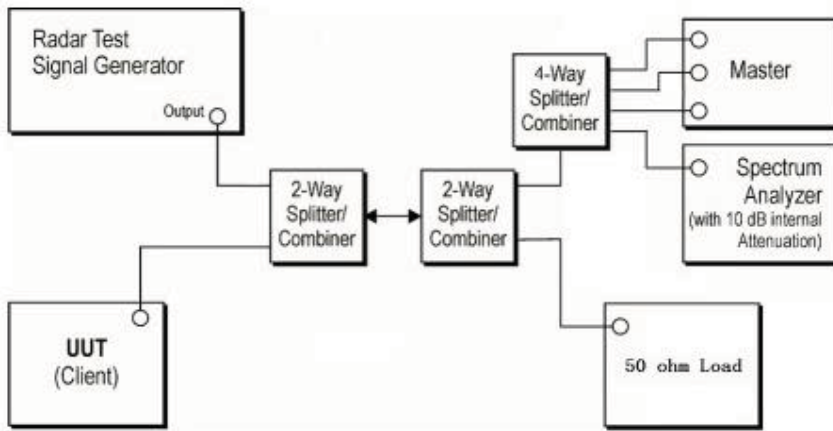 Radar Test
Signal Generator
Output
4-Way
Splitter/
Combiner
Master
Spectrum
Analyzer
(with 10 dB internal
Attenuation)
2-Way
Splitter/
Combiner
2-Way
Splitter/
Combiner
UUT
(Client)
50 ohm Load